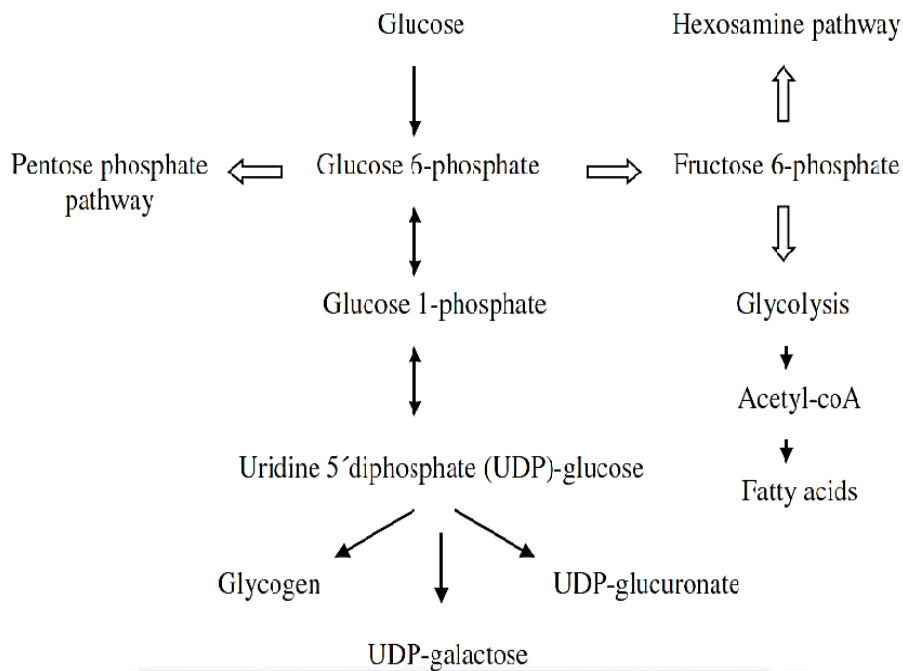 Glucose
Hexosamine pathway
Pentose phosphate
pathway
Glucose 6-phosphate
Fructose 6-phosphate
Glucose 1-phosphate
Glycolysis
Acetyl-coA
Uridine 5´diphosphate (UDP)-glucose
Fatty acids
Glycogen
UDP-glucuronate
UDP-galactose